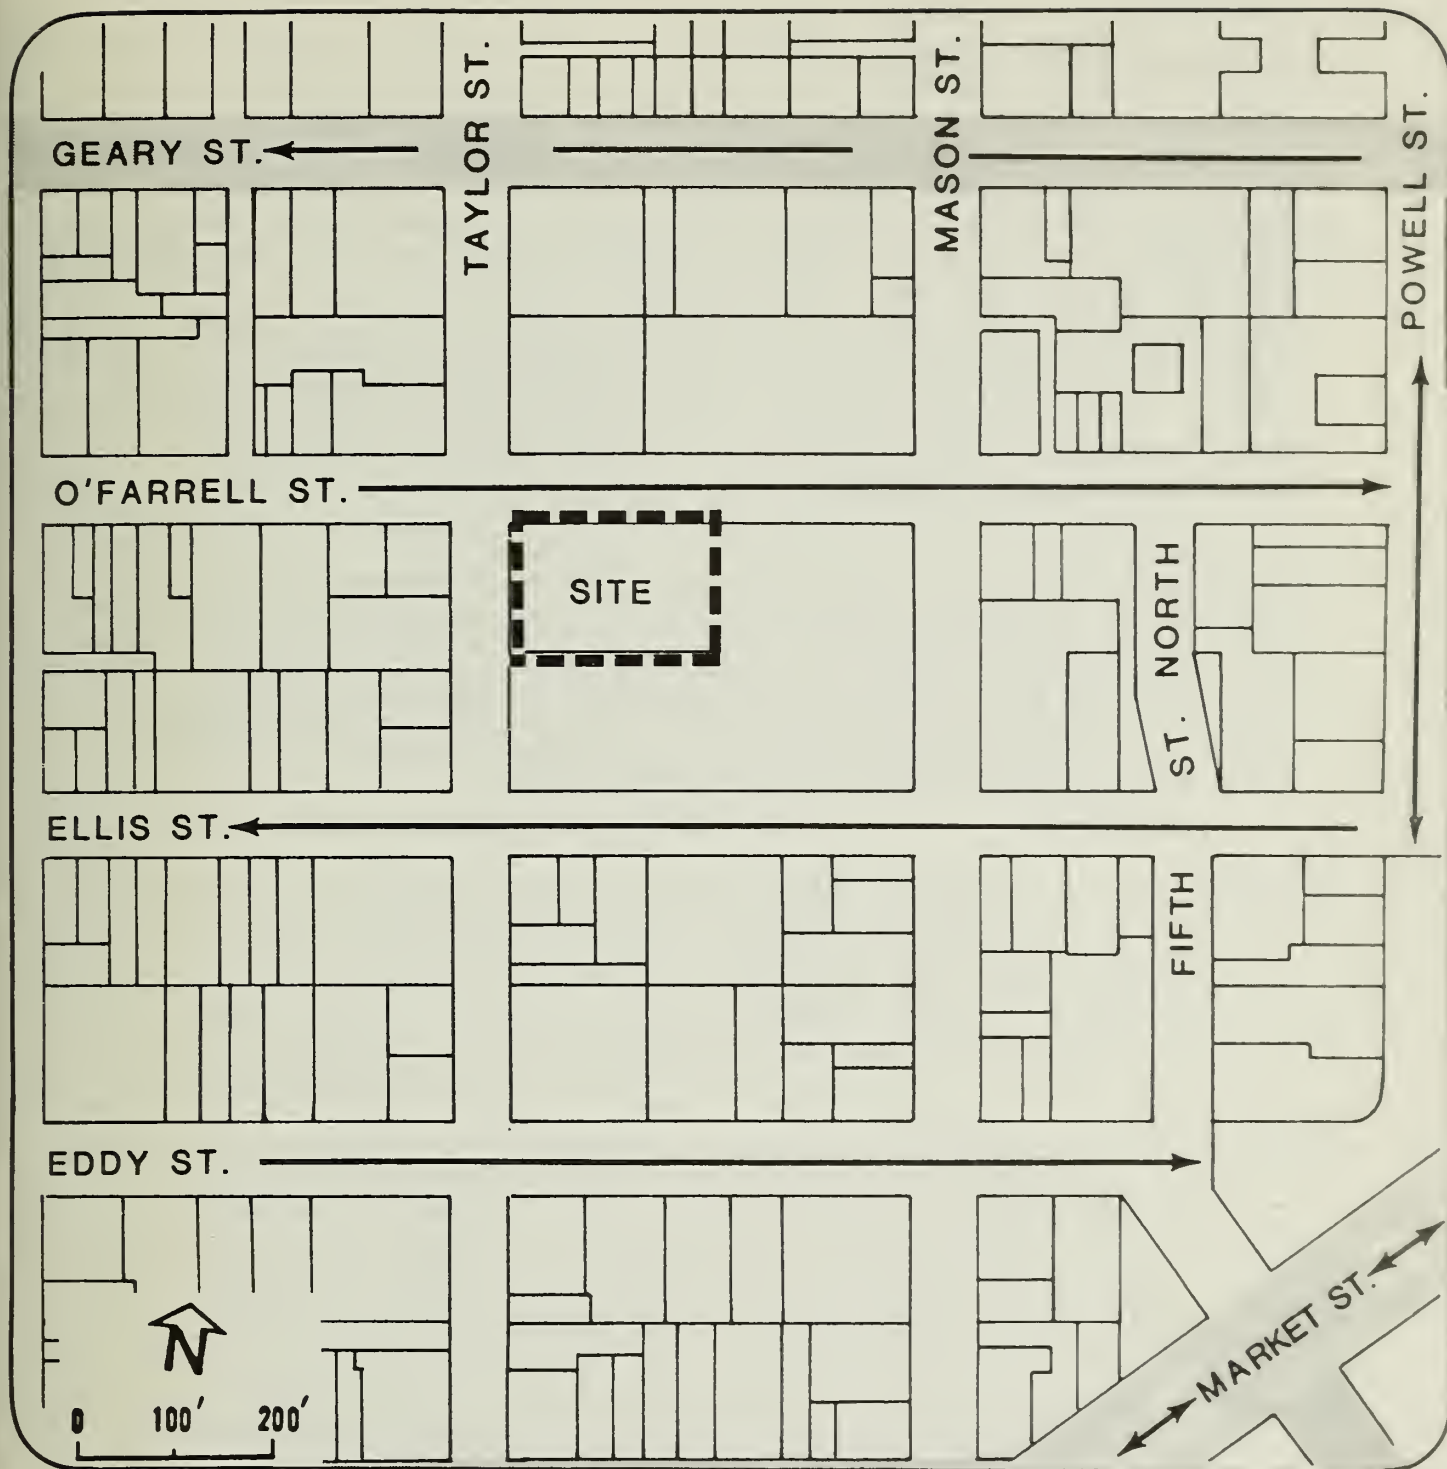 TAYLOR ST.
MASON ST.
POWELL ST.
GEARY ST.
O'FARRELL ST.
SITE
FIFTH ST. NORTH
ELLIS ST.
EDDY ST.
MARKET ST.
N
0 100' 200'